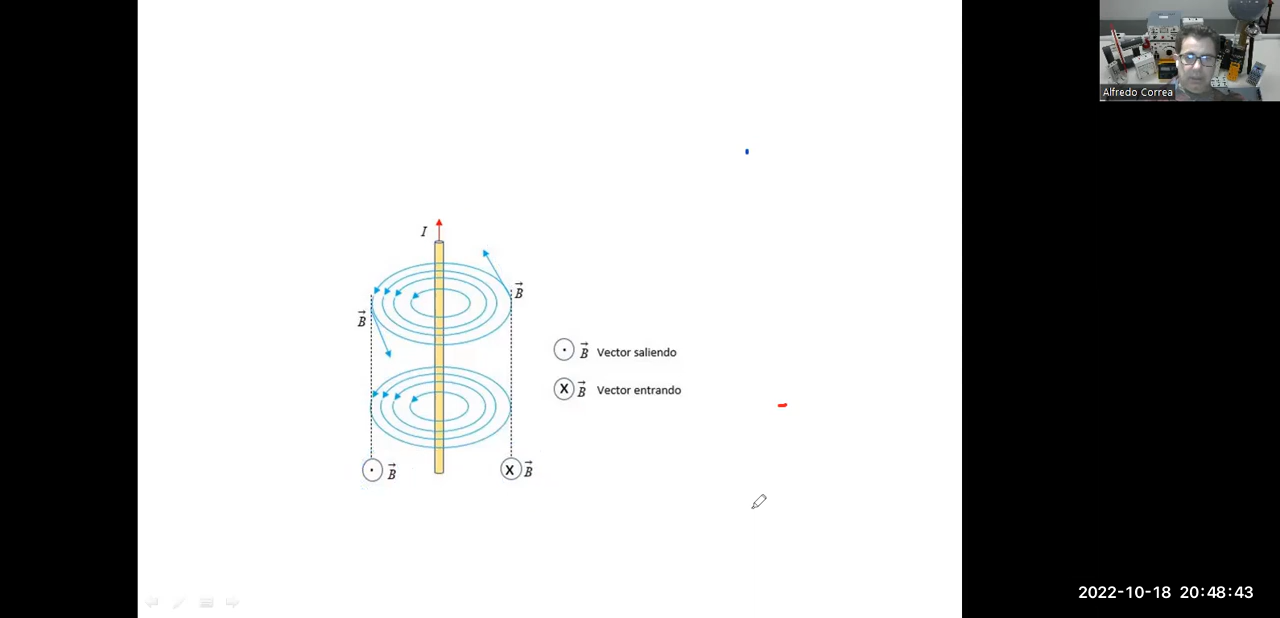 Alfredo Correa
I
B
B
B Vector saliendo
X B Vector entrando
B
X B
2022-10-18 20:48:43